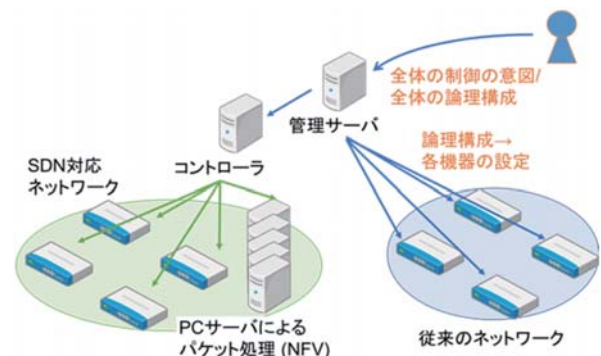 全体の制御の意図/
全体の論理構成
管理サーバ
論理構成→
各機器の設定
コントローラ
SDN対応
ネットワーク
PCサーバによる
パケット処理 (NFV)
従来のネットワーク